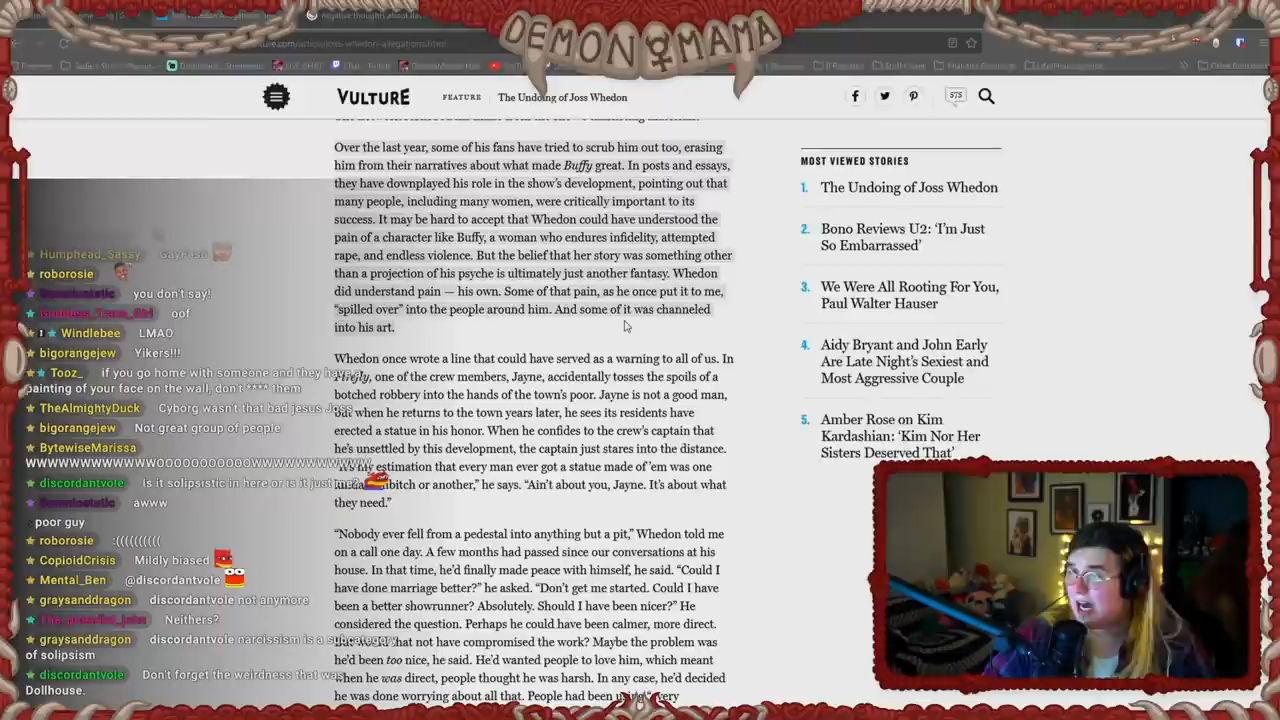 DEMON MAMA
VULTURE
FEATURE
The Undoing of Joss Whedon
575
Over the last year, some of his fans have tried to scrub him out too, erasing
him from their narratives about what made Buffy great. In posts and essays,
they have downplayed his role in the show's development, pointing out that
many people, including many women, were critically important to its
success. It may be hard to accept that Whedon could have understood the
pain of a character like Buffy, a woman who endures infidelity, attempted
rape, and endless violence. But the belief that her story was something other
than a projection of his psyche is ultimately just another fantasy. Whedon
did understand pain — his own. Some of that pain, as he once put it to me,
“spilled over” into the people around him. And some of it was channeled
into his art.
Whedon once wrote a line that could have served as a warning to all of us. In
Firefly, one of the crew members, Jayne, accidentally tosses the spoils of a
botched robbery into the hands of the town's poor. Jayne is not a good man,
but when he returns to the town years later, he sees its residents have
erected a statue in his honor. When he confides to the crew's captain that
he's unsettled by this development, the captain just stares into the distance.
my estimation that every man ever got a statue made of 'em was one
bitch or another,” he says. “Ain't about you, Jayne. It's about what
they need.”
“Nobody ever fell from a pedestal into anything but a pit,” Whedon told me
on a call one day. A few months had passed since our conversations at his
house. In that time, he'd finally made peace with himself, he said. “Could I
have done marriage better?” he asked. “Don't get me started. Could I have
been a better showrunner? Absolutely. Should I have been nicer?” He
considered the question. Perhaps he could have been calmer, more direct.
that not have compromised the work? Maybe the problem was
he'd been too nice, he said. He'd wanted people to love him, which meant
when he was direct, people thought he was harsh. In any case, he'd decided
he was done worrying about all that. People had been every
MOST VIEWED STORIES
1. The Undoing of Joss Whedon
2. Bono Reviews U2: ‘I'm Just
So Embarrassed’
3. We Were All Rooting For You,
Paul Walter Hauser
4. Aidy Bryant and John Early
Are Late Night's Sexiest and
Most Aggressive Couple
5. Amber Rose on Kim
Kardashian: ‘Kim Nor Her
Sisters Deserved That’
Humphead_Sassy
roborosie
you don't say!
oof
Windlebee LMAO
bigorangejew Yikers!!!
Tooz_ if you go home with someone and they have a
painting of your face on the wall, don't **** them
TheAlmightyDuck Cyborg wasn't that bad jesus Joss
bigorangejew Not great group of people
BytewiseMarissa
discordantvole Is it solipsistic in here or is it just me?
awww
poor guy
roborosie :((((((((((
CopioidCrisis Mildly biased
Mental_Ben @discordantvole
graysanddragon discordantvole not anymore
Neithers?
graysanddragon discordantvole narcissism is a subcategory
of solipsism
discordantvole Don't forget the weirdness that was
Dollhouse.